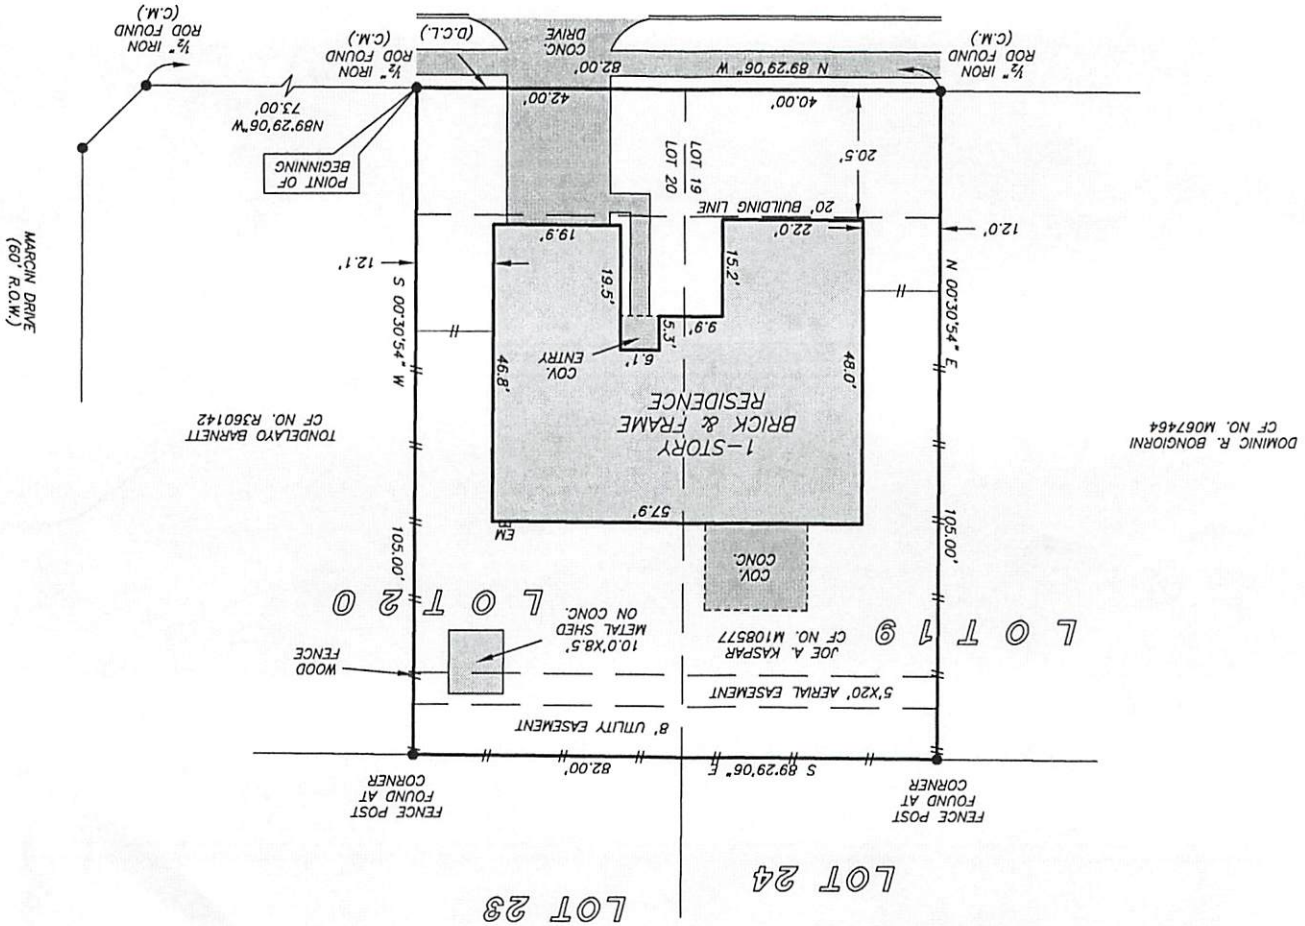 LOT 23
LOT 24
FENCE POST
FOUND AT
CORNER
FENCE POST
FOUND AT
CORNER
S 89°29'06" E
82.00'
8' UTILITY EASEMENT
5'X20' AERIAL EASEMENT
WOOD
FENCE
10.0'X8.5'
METAL SHED
ON CONC.
JOE A. KASPAR
CF NO. M108577
LOT 19
LOT 20
COV.
CONC.
EM
105.00'
105.00'
57.9'
DOMINIC R. BONGIORNI
CF NO. M067464
TONDELAYO BARNETT
CF NO. R360142
1-STORY
BRICK & FRAME
RESIDENCE
48.0'
46.8'
COV.
ENTRY
6.1'
5.3'
9.9'
15.2'
19.5'
N 00°30'54" E
S 00°30'54" W
12.0'
12.1'
22.0'
19.9'
20' BUILDING LINE
20.5'
LOT 19
LOT 20
MARCIN DRIVE
(60' R.O.W.)
POINT OF
BEGINNING
N89°29'06"W
73.00'
40.00'
42.00'
N 89°29'06" W
82.00'
½" IRON
ROD FOUND
(C.M.)
½" IRON
ROD FOUND
(C.M.)
½" IRON
ROD FOUND
(C.M.)
CONC.
DRIVE
(D.C.L.)